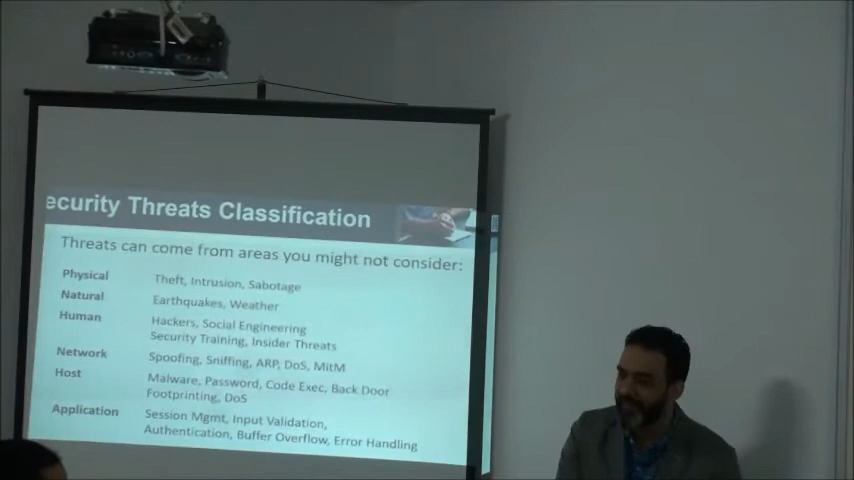 ecurity Threats Classification
Threats can come from areas you might not consider:
Physical Theft, Intrusion, Sabotage
Natural Earthquakes, Weather
Human Hackers, Social Engineering
Security Training, Insider Threats
Network Spoofing, Sniffing, ARP, DoS, MitM
Host Malware, Password, Code Exec, Back Door
Footprinting, DoS
Application Session Mgmt, Input Validation,
Authentication, Buffer Overflow, Error Handling